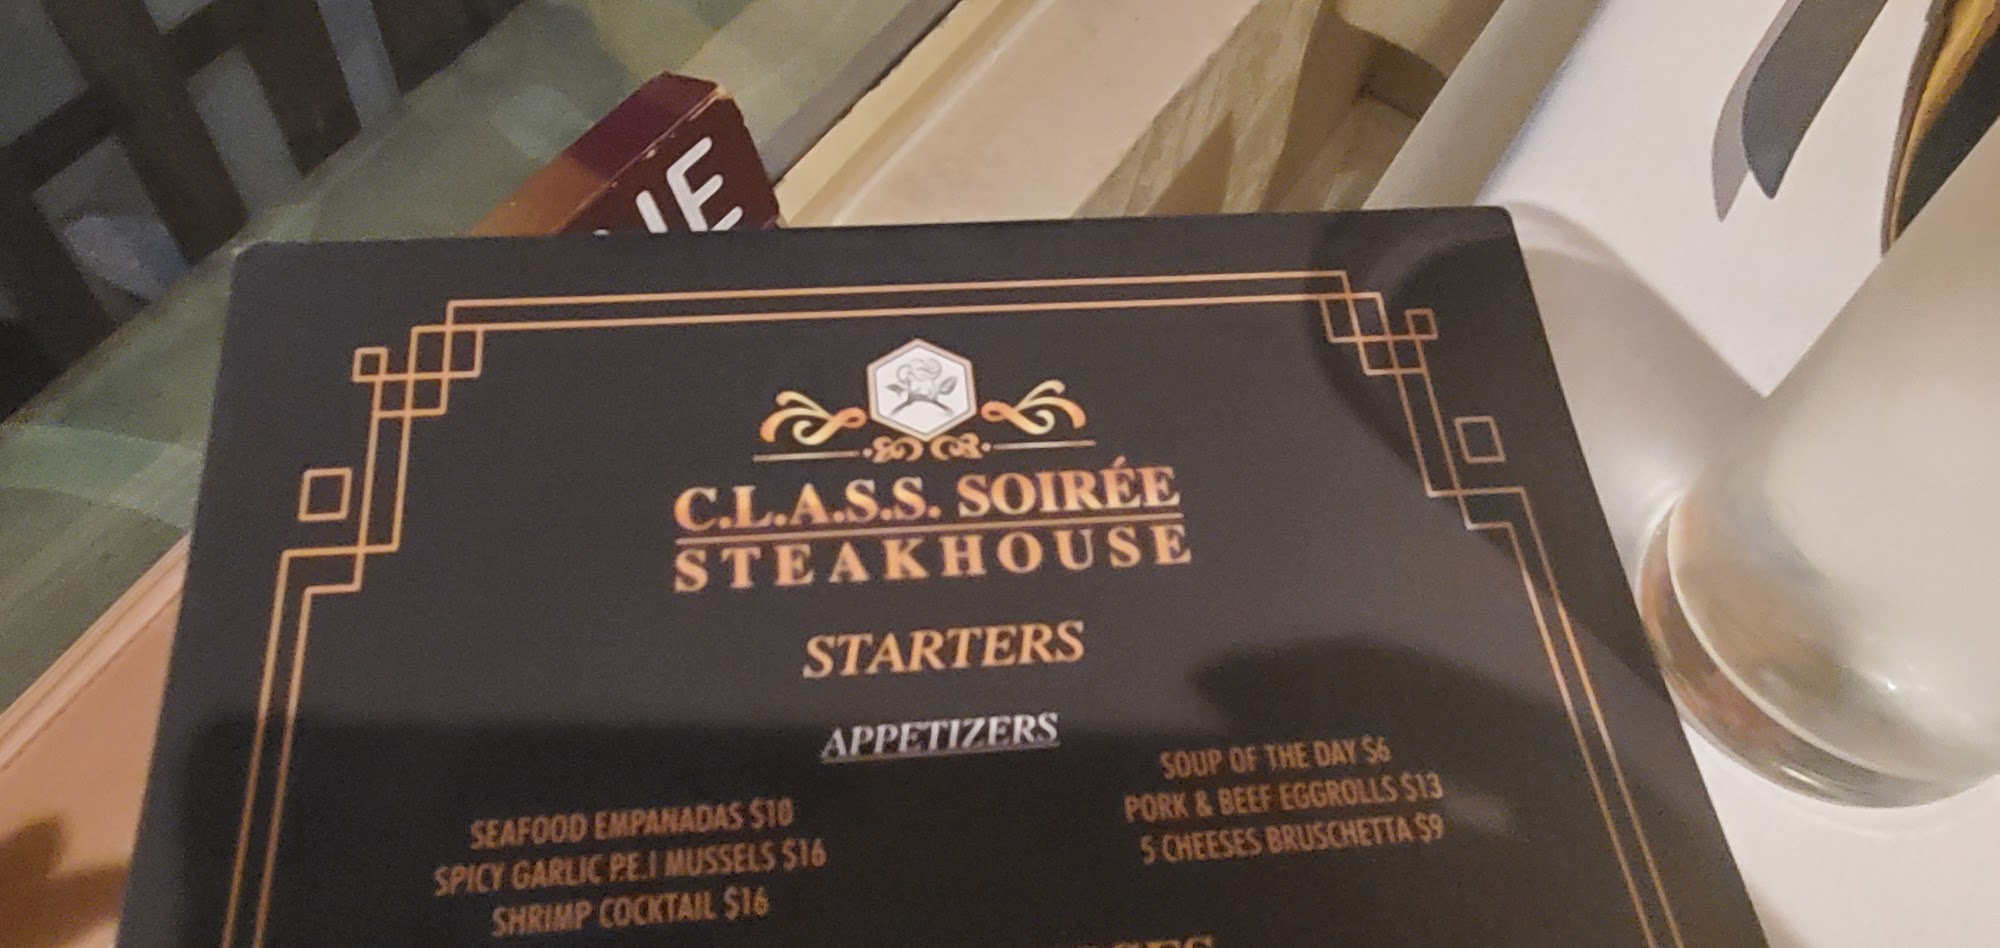 C.L.A.S.S. SOIRÉE
STEAKHOUSE
STARTERS
APPETIZERS
SEAFOOD EMPANADAS $10
SPICY GARLIC P.E.I MUSSELS $16
SHRIMP COCKTAIL $16
SOUP OF THE DAY $6
PORK & BEEF EGGROLLS $13
5 CHEESES BRUSCHETTA $9